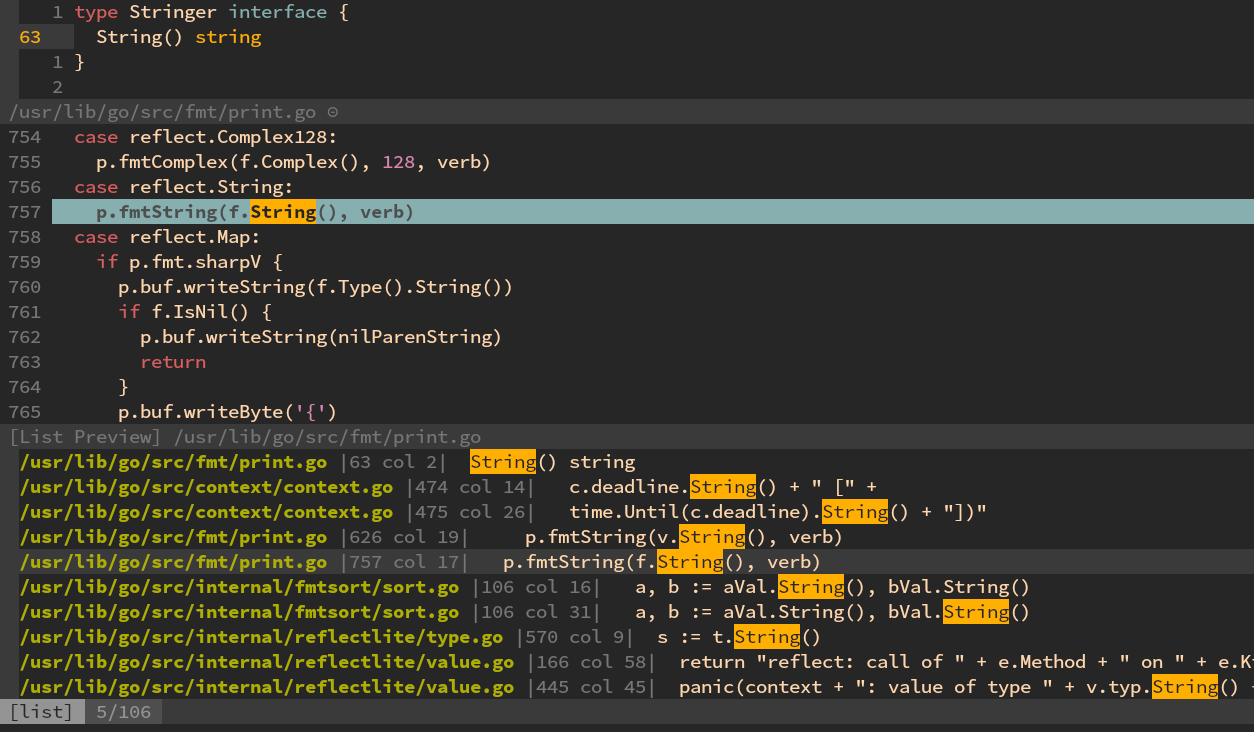 1 type Stringer interface {
63 String() string
1 }
2
/usr/lib/go/src/fmt/print.go ⊝
754 case reflect.Complex128:
755 p.fmtComplex(f.Complex(), 128, verb)
756 case reflect.String:
757 p.fmtString(f.String(), verb)
758 case reflect.Map:
759 if p.fmt.sharpV {
760 p.buf.writeString(f.Type().String())
761 if f.IsNil() {
762 p.buf.writeString(nilParenString)
763 return
764 }
765 p.buf.writeByte('{')
[List Preview] /usr/lib/go/src/fmt/print.go
/usr/lib/go/src/fmt/print.go |63 col 2| String() string
/usr/lib/go/src/context/context.go |474 col 14| c.deadline.String() + " [" +
/usr/lib/go/src/context/context.go |475 col 26| time.Until(c.deadline).String() + "])"
/usr/lib/go/src/fmt/print.go |626 col 19| p.fmtString(v.String(), verb)
/usr/lib/go/src/fmt/print.go |757 col 17| p.fmtString(f.String(), verb)
/usr/lib/go/src/internal/fmtsort/sort.go |106 col 16| a, b := aVal.String(), bVal.String()
/usr/lib/go/src/internal/fmtsort/sort.go |106 col 31| a, b := aVal.String(), bVal.String()
/usr/lib/go/src/internal/reflectlite/type.go |570 col 9| s := t.String()
/usr/lib/go/src/internal/reflectlite/value.go |166 col 58| return "reflect: call of " + e.Method + " on " + e.K
/usr/lib/go/src/internal/reflectlite/value.go |445 col 45| panic(context + ": value of type " + v.typ.String()
[list] 5/106